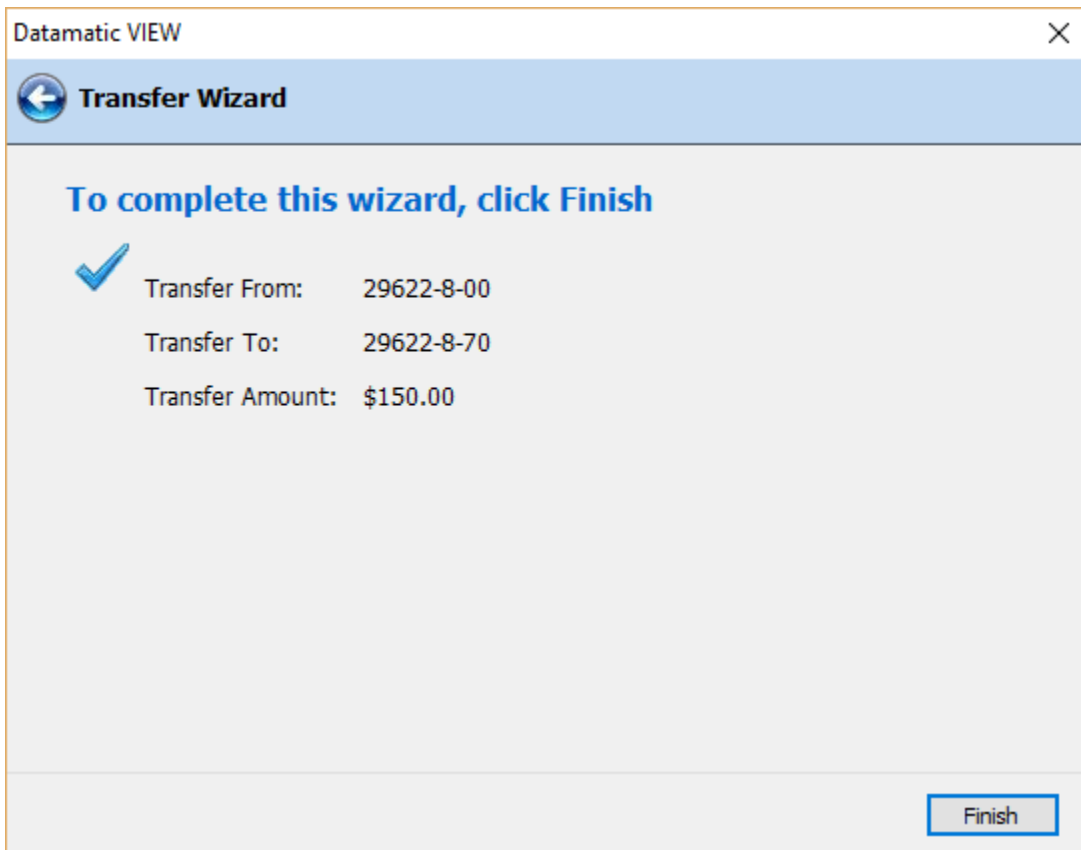 Datamatic VIEW
Transfer Wizard
To complete this wizard, click Finish
Transfer From: 29622-8-00
Transfer To: 29622-8-70
Transfer Amount: $150.00
Finish